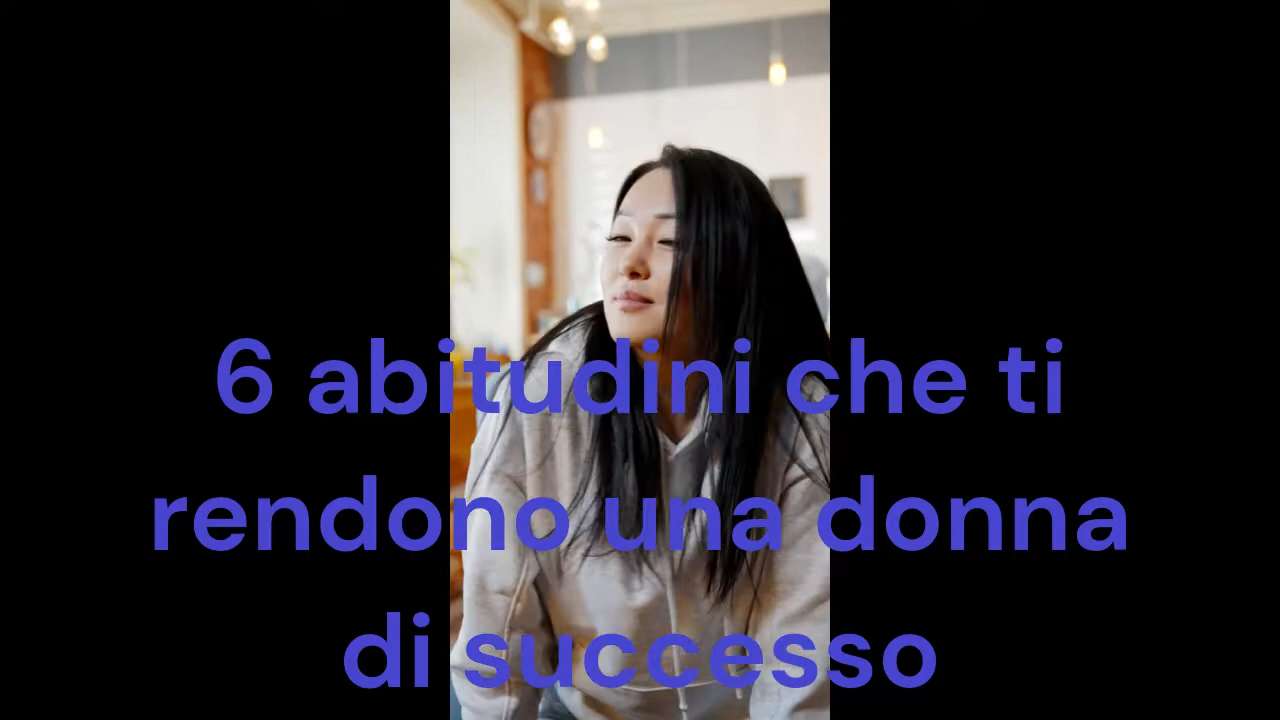 6 abitudini che ti
rendono una donna
di successo